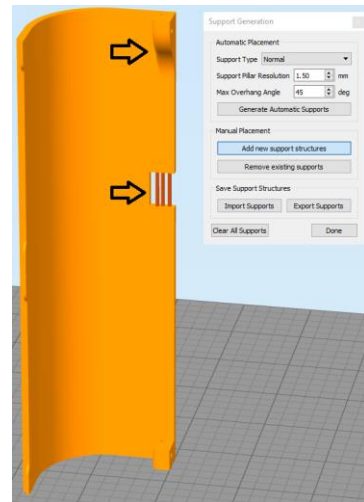 Support Generation
Automatic Placement
Support Type Normal
Support Pillar Resolution 1.50 mm
Max Overhang Angle 45 deg
Generate Automatic Supports
Manual Placement
Add new support structures
Remove existing supports
Save Support Structures
Import Supports Export Supports
Clear All Supports Done